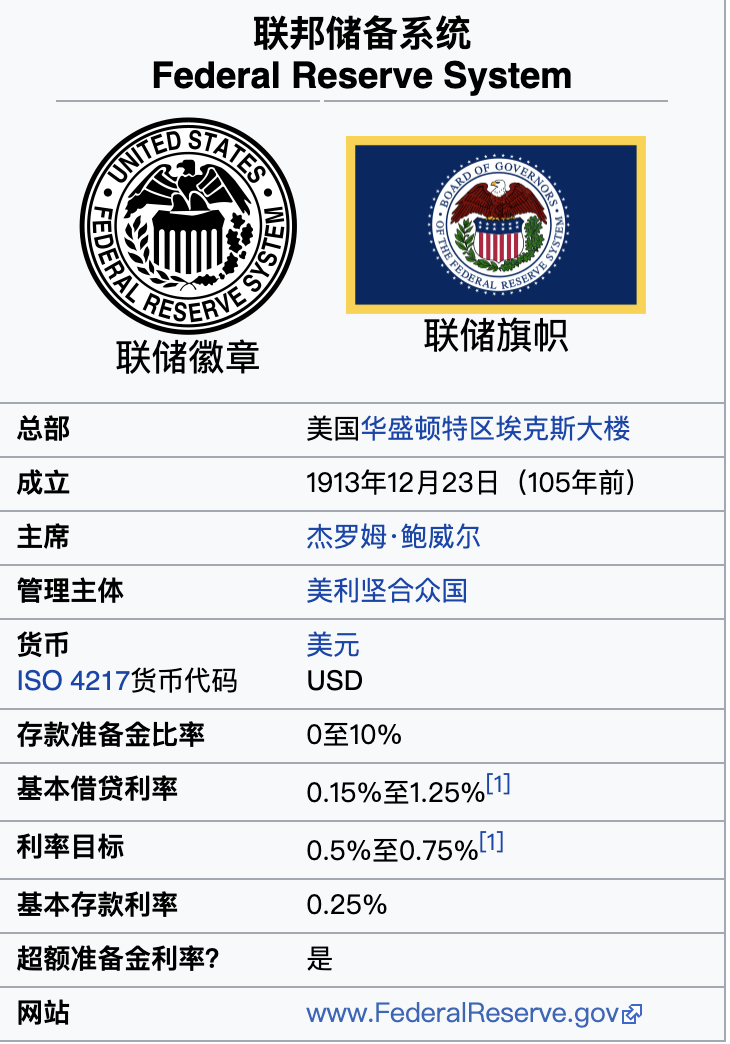 联邦储备系统
Federal Reserve System
UNITED STATES
FEDERAL RESERVE SYSTEM
BOARD OF GOVERNORS
OF THE FEDERAL RESERVE SYSTEM
联储徽章
联储旗帜
总部 美国华盛顿特区埃克斯大楼
成立 1913年12月23日（105年前）
主席 杰罗姆·鲍威尔
管理主体 美利坚合众国
货币 美元
ISO 4217货币代码 USD
存款准备金比率 0至10%
基本借贷利率 0.15%至1.25%[1]
利率目标 0.5%至0.75%[1]
基本存款利率 0.25%
超额准备金利率? 是
网站 www.FederalReserve.gov